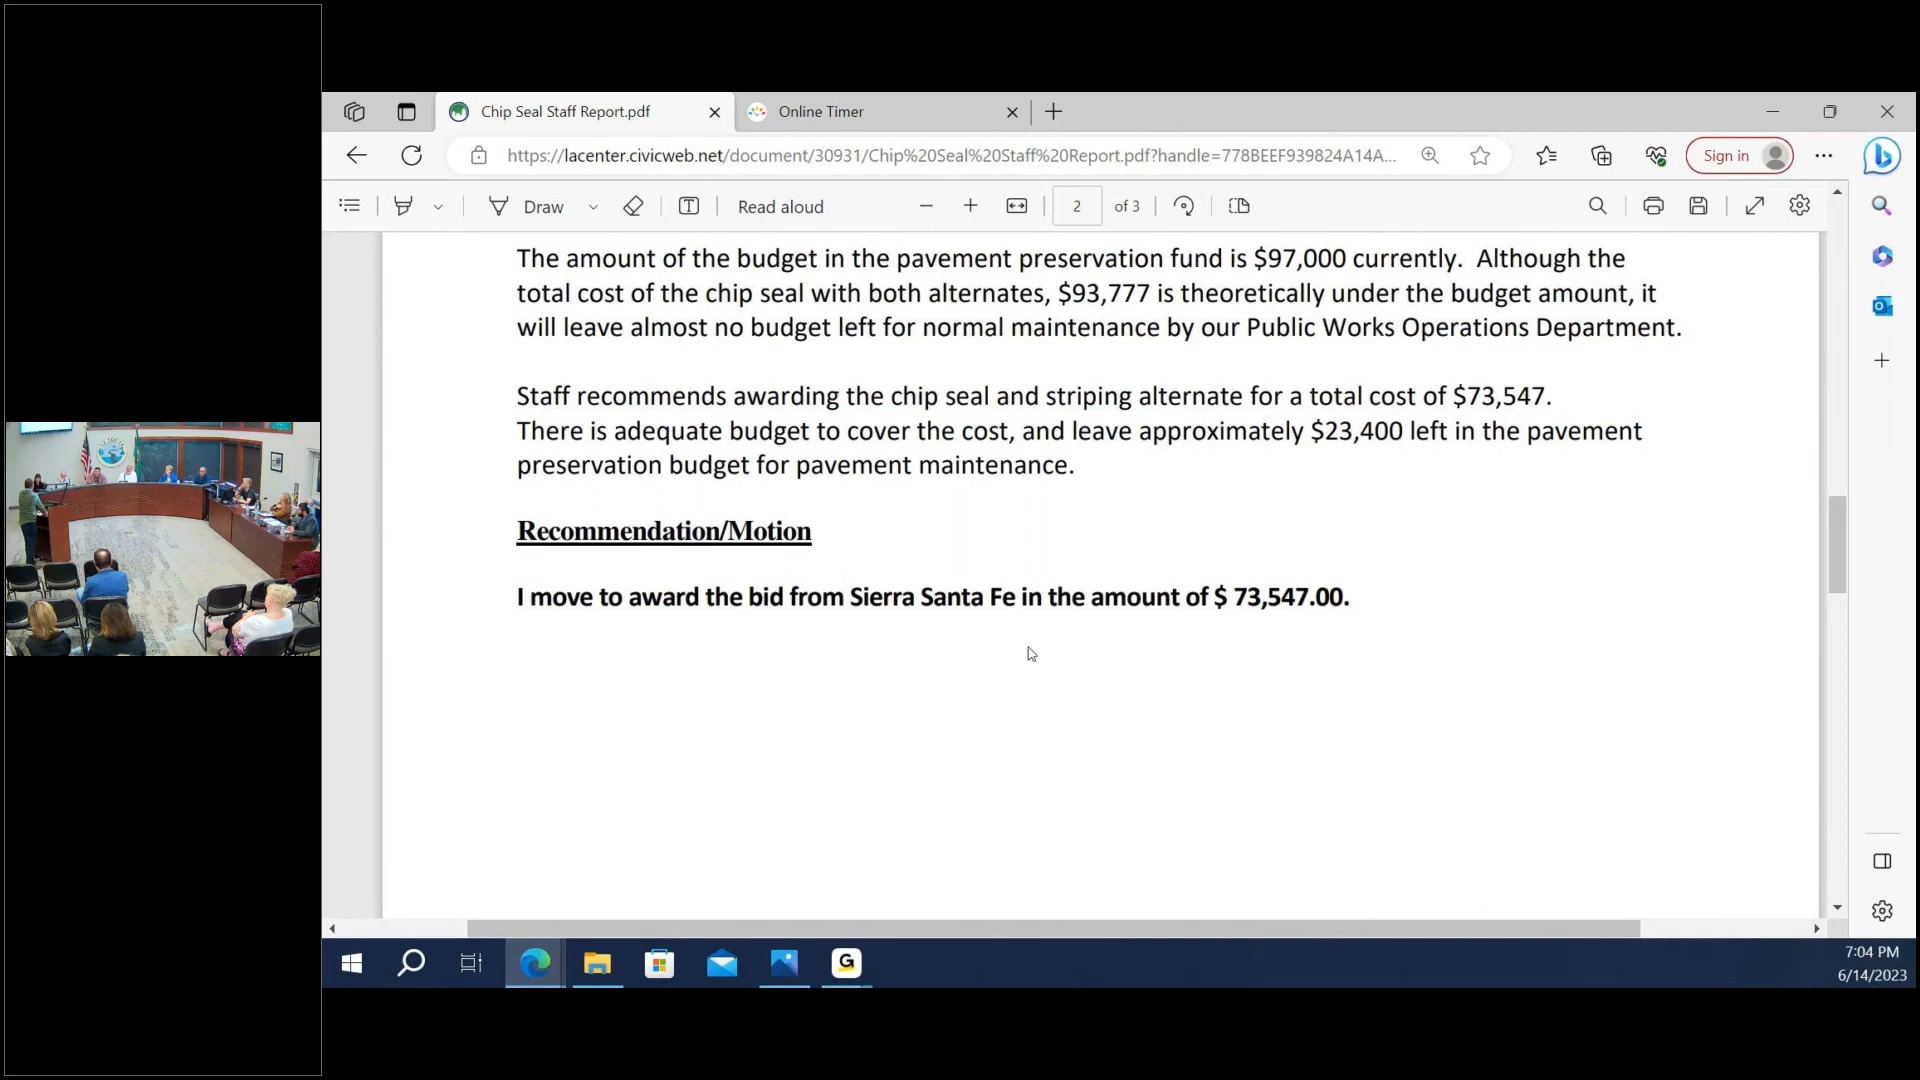 Chip Seal Staff Report.pdf
Online Timer
https://lacenter.civicweb.net/document/30931/Chip%20Seal%20Staff%20Report.pdf?handle=778BEEF939824A14A...
Sign in
Draw
Read aloud
2
of 3
The amount of the budget in the pavement preservation fund is $97,000 currently. Although the
total cost of the chip seal with both alternates, $93,777 is theoretically under the budget amount, it
will leave almost no budget left for normal maintenance by our Public Works Operations Department.
Staff recommends awarding the chip seal and striping alternate for a total cost of $73,547.
There is adequate budget to cover the cost, and leave approximately $23,400 left in the pavement
preservation budget for pavement maintenance.
Recommendation/Motion
I move to award the bid from Sierra Santa Fe in the amount of $ 73,547.00.
G
7:04 PM
6/14/2023